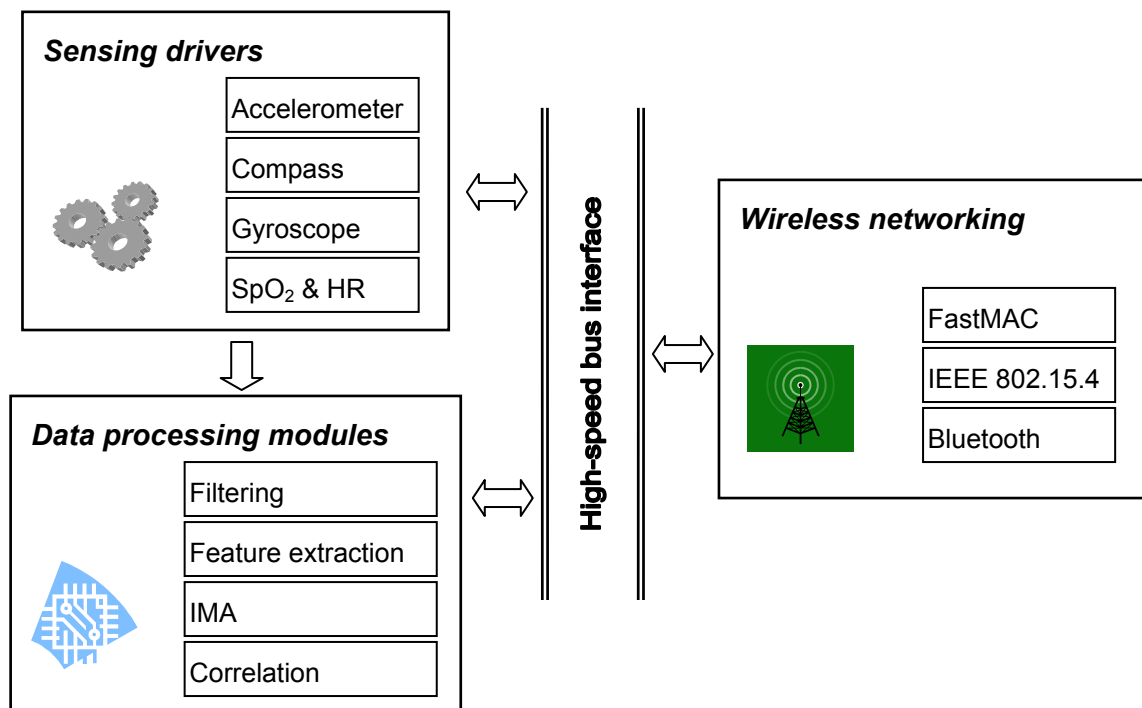 Sensing drivers
Accelerometer
Compass
Gyroscope
SpO₂ & HR
Data processing modules
Filtering
Feature extraction
IMA
Correlation
High-speed bus interface
Wireless networking
FastMAC
IEEE 802.15.4
Bluetooth